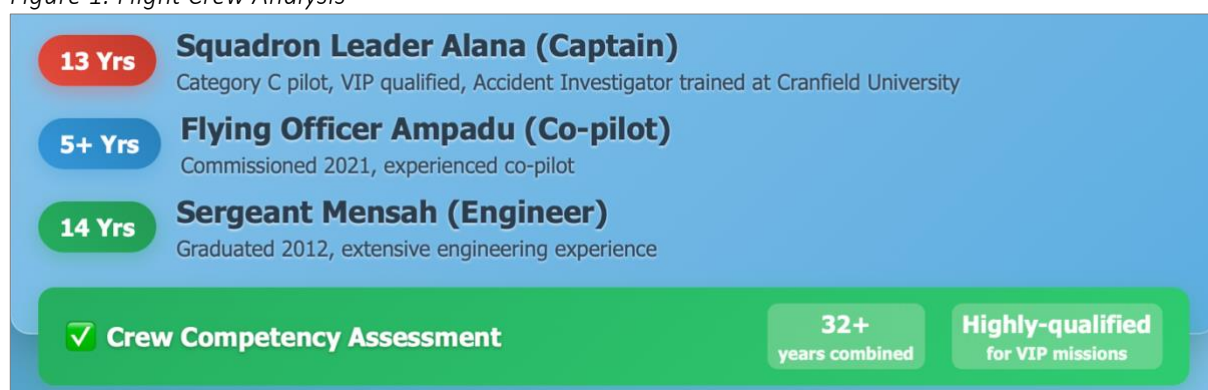 Figure 1: Flight Crew Analysis
13 Yrs
Squadron Leader Alana (Captain)
Category C pilot, VIP qualified, Accident Investigator trained at Cranfield University
5+ Yrs
Flying Officer Ampadu (Co-pilot)
Commissioned 2021, experienced co-pilot
14 Yrs
Sergeant Mensah (Engineer)
Graduated 2012, extensive engineering experience
✅ Crew Competency Assessment
32+
years combined
Highly-qualified
for VIP missions